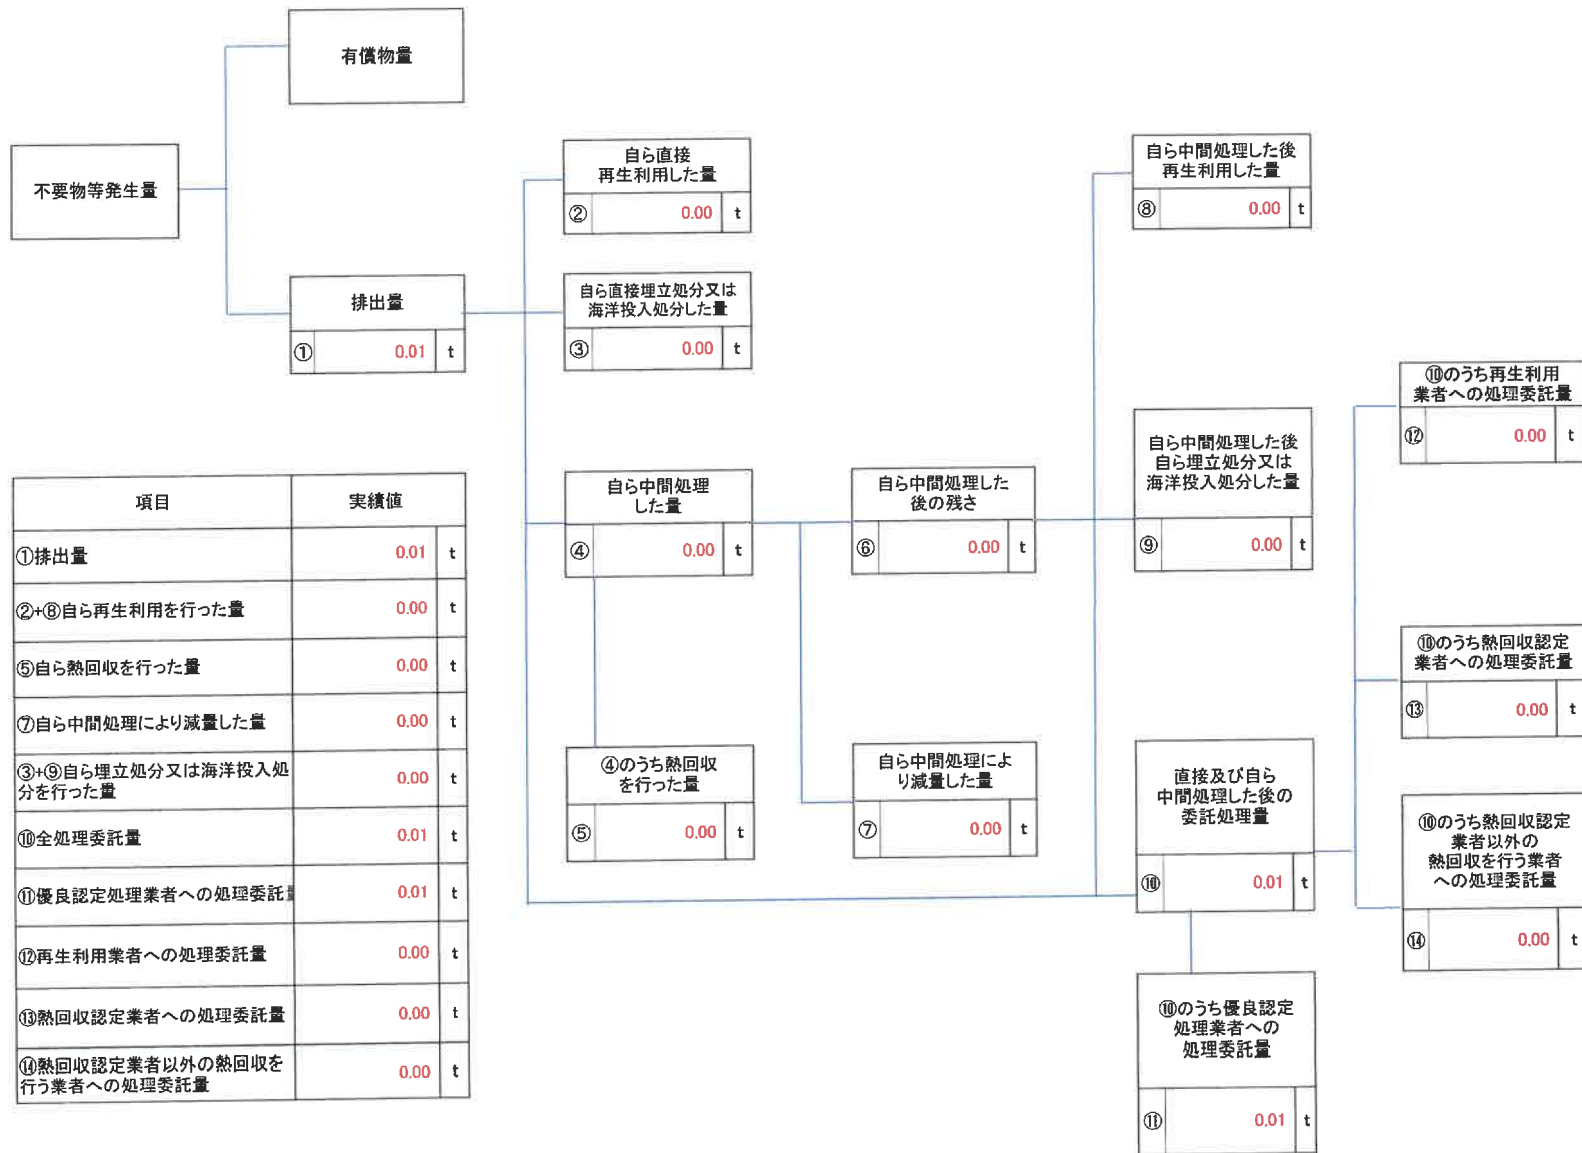 有償物量
不要物等発生量
排出量
① 0.01 t
自ら直接
再生利用した量
② 0.00 t
自ら直接埋立処分又は
海洋投入処分した量
③ 0.00 t
自ら中間処理
した量
④ 0.00 t
④のうち熱回収
を行った量
⑤ 0.00 t
自ら中間処理した
後の残さ
⑥ 0.00 t
自ら中間処理によ
り減量した量
⑦ 0.00 t
自ら中間処理した後
再生利用した量
⑧ 0.00 t
自ら中間処理した後
自ら埋立処分又は
海洋投入処分した量
⑨ 0.00 t
直接及び自ら
中間処理した後の
委託処理量
⑩ 0.01 t
⑩のうち優良認定
処理業者への
処理委託量
⑪ 0.01 t
⑩のうち再生利用
業者への処理委託量
⑫ 0.00 t
⑩のうち熱回収認定
業者への処理委託量
⑬ 0.00 t
⑩のうち熱回収認定
業者以外の
熱回収を行う業者
への処理委託量
⑭ 0.00 t
項目 実績値
①排出量 0.01 t
②+⑧自ら再生利用を行った量 0.00 t
⑤自ら熱回収を行った量 0.00 t
⑦自ら中間処理により減量した量 0.00 t
③+⑨自ら埋立処分又は海洋投入処
分を行った量 0.00 t
⑩全処理委託量 0.01 t
⑪優良認定処理業者への処理委託量 0.01 t
⑫再生利用業者への処理委託量 0.00 t
⑬熱回収認定業者への処理委託量 0.00 t
⑭熱回収認定業者以外の熱回収を
行う業者への処理委託量 0.00 t